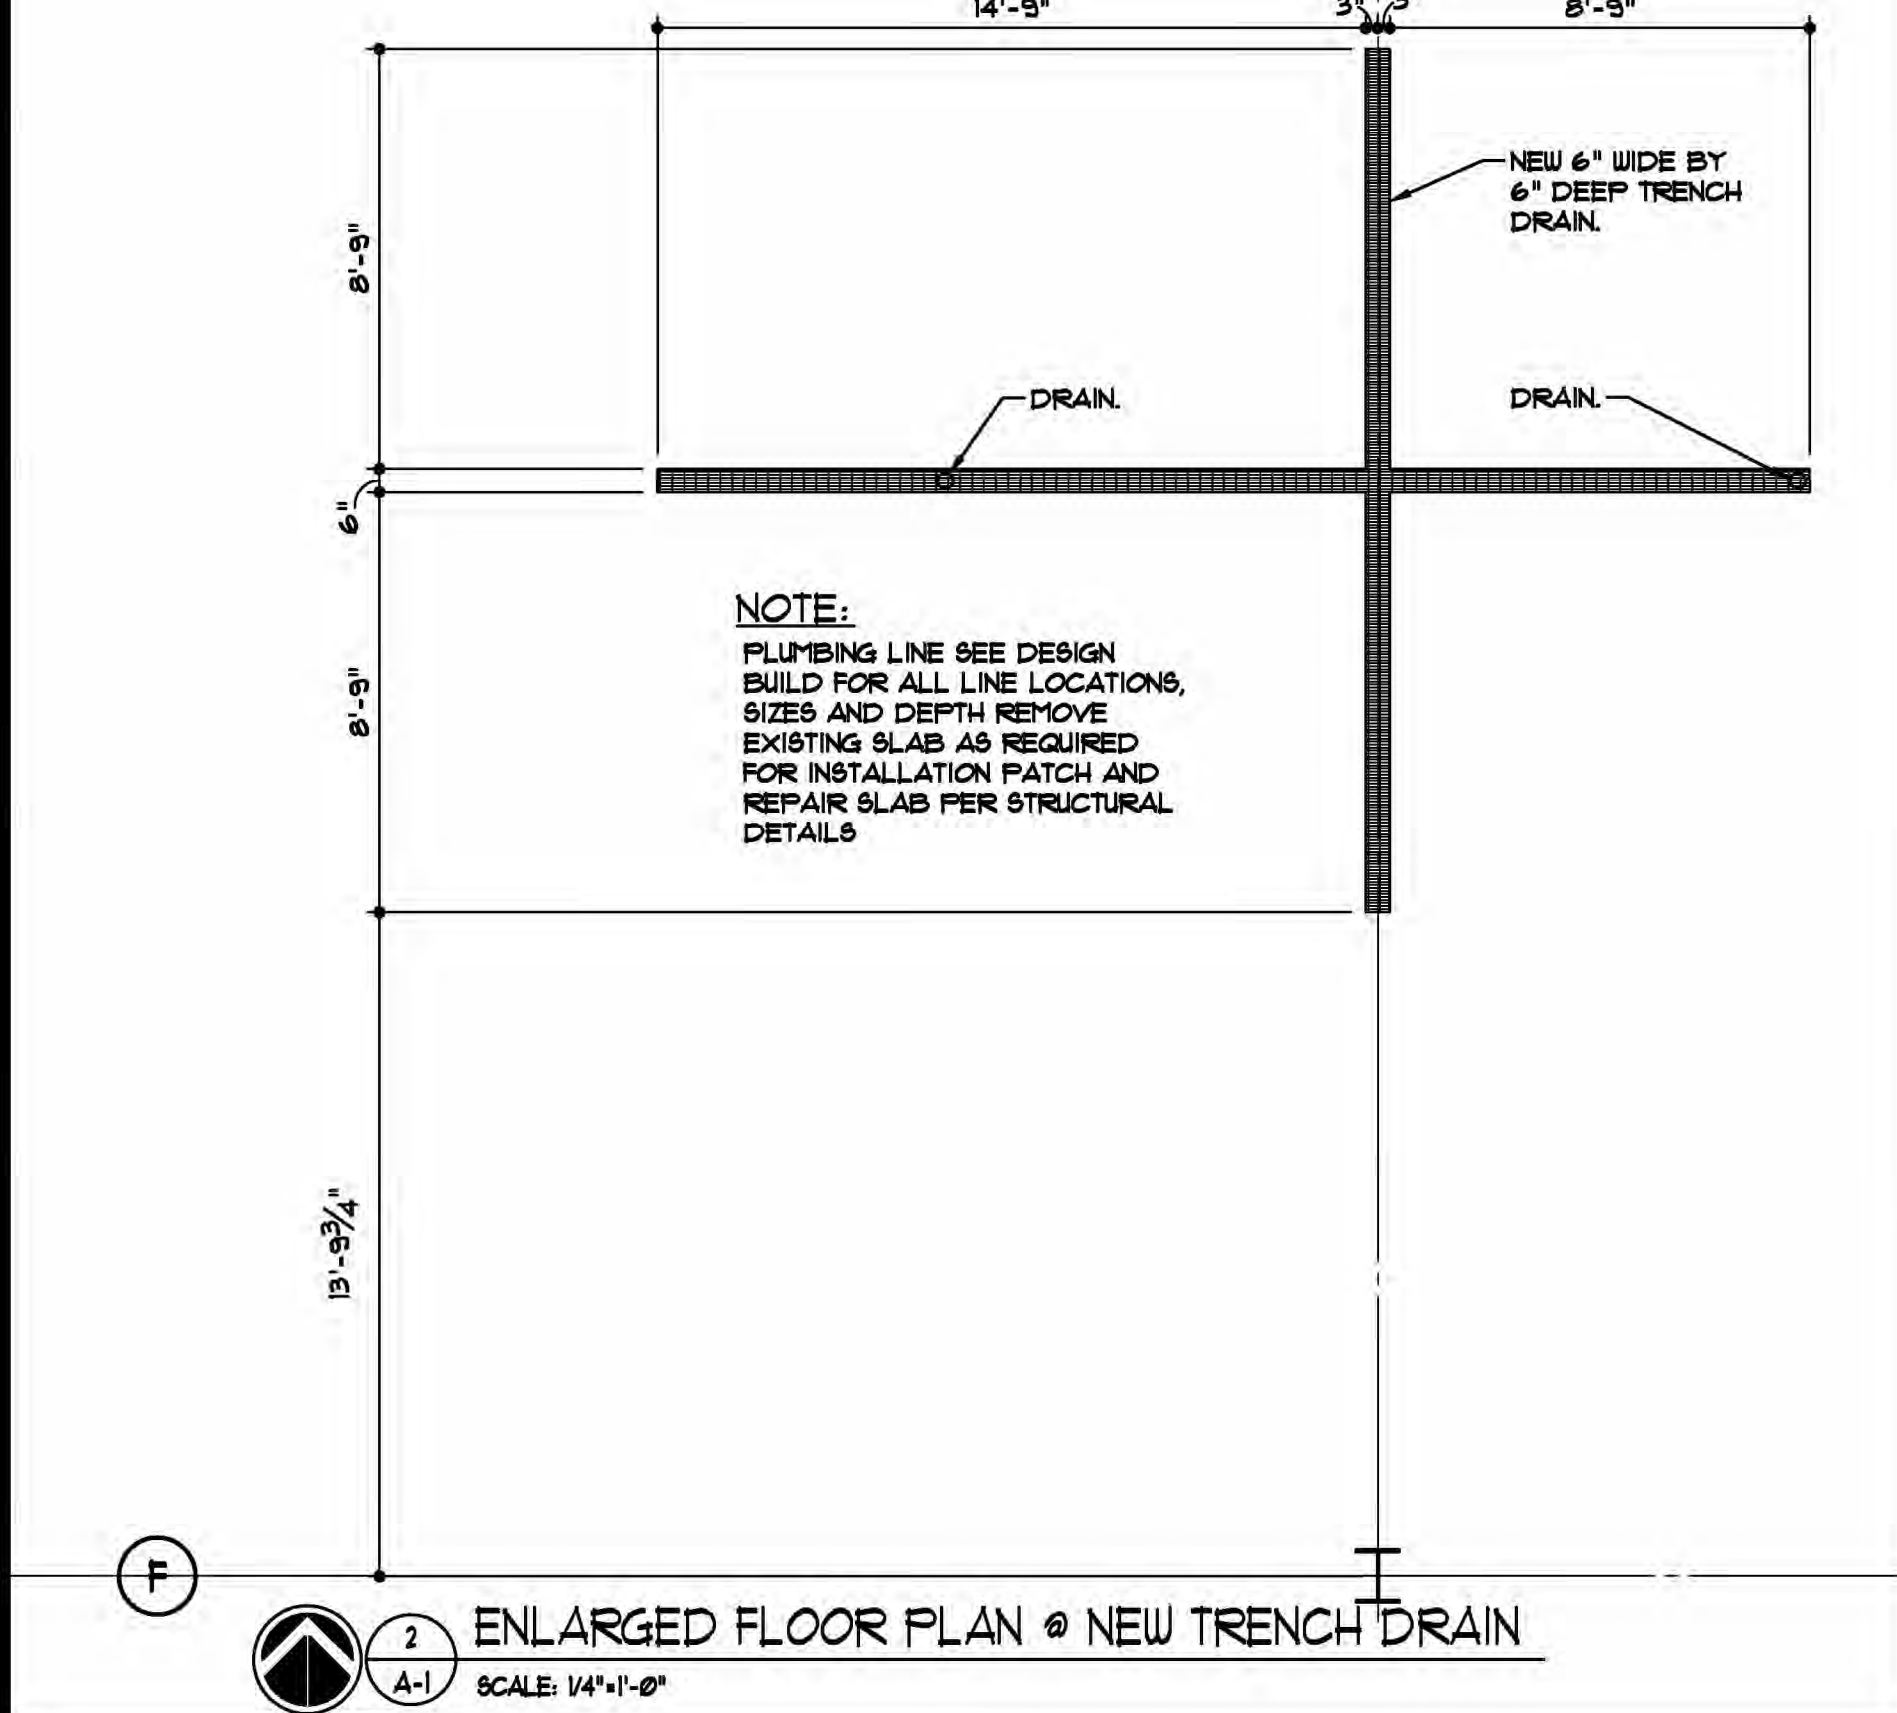 14'-9"
3"
3"
8'-9"
8'-9"
NEW 6" WIDE BY
6" DEEP TRENCH
DRAIN.
DRAIN.
DRAIN.
6"
NOTE:
PLUMBING LINE SEE DESIGN
BUILD FOR ALL LINE LOCATIONS,
SIZES AND DEPTH REMOVE
EXISTING SLAB AS REQUIRED
FOR INSTALLATION PATCH AND
REPAIR SLAB PER STRUCTURAL
DETAILS
8'-9"
13'-9 3/4"
F
2
A-1
ENLARGED FLOOR PLAN @ NEW TRENCH DRAIN
SCALE: 1/4"=1'-0"